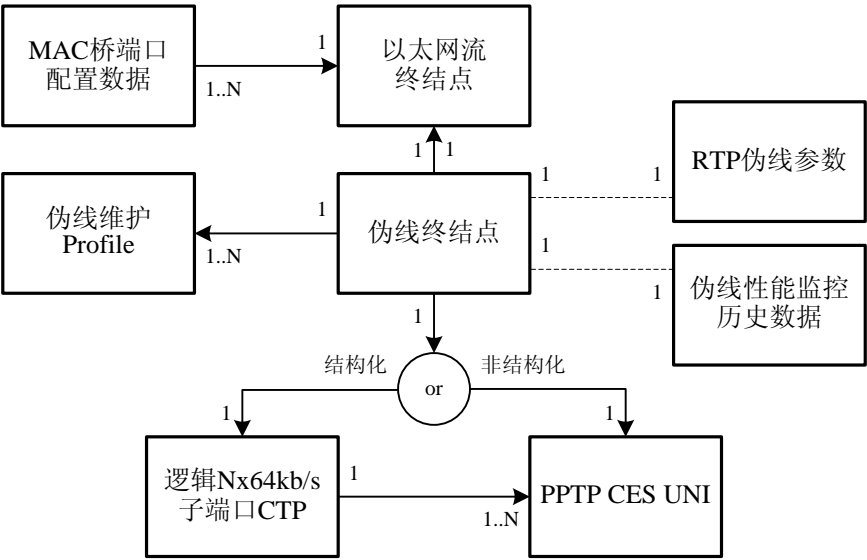 MAC桥端口
配置数据
1
1..N
以太网流
终结点
1
1
RTP伪线参数
1
1
伪线维护
Profile
1
1..N
伪线终结点
1
1
伪线性能监控
历史数据
1
结构化
or
非结构化
1
1
逻辑Nx64kb/s
子端口CTP
1
1..N
PPTP CES UNI